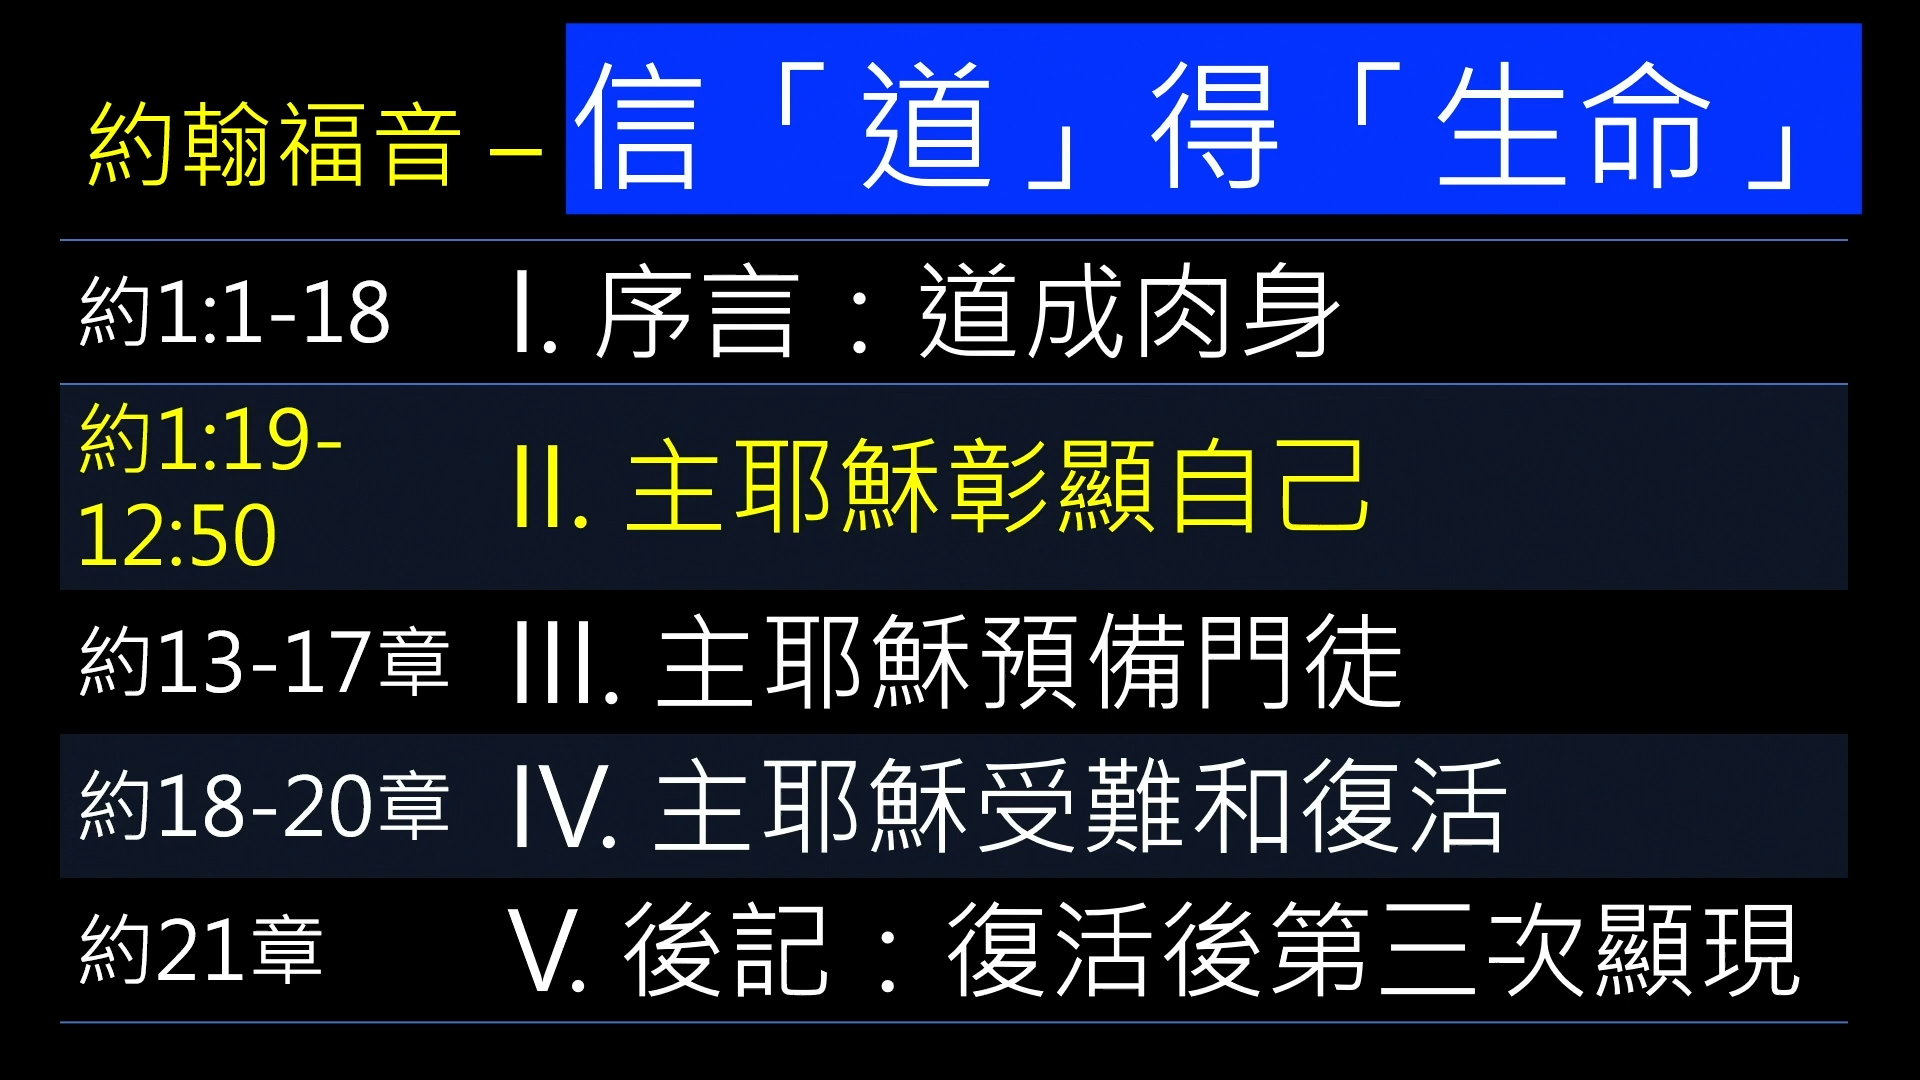 約翰福音 – 信「道」得「生命」
約1:1-18 I. 序言：道成肉身
約1:19-
12:50 II. 主耶穌彰顯自己
約13-17章 III. 主耶穌預備門徒
約18-20章 IV. 主耶穌受難和復活
約21章 V. 後記：復活後第三次顯現